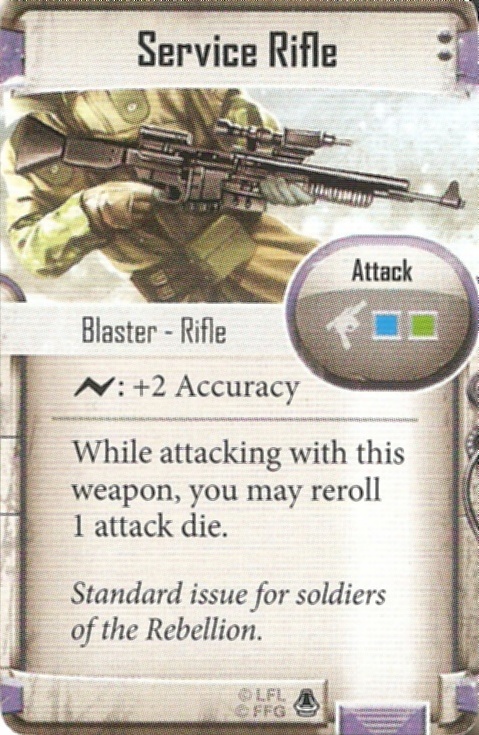 Service Rifle
Attack
Blaster - Rifle
: +2 Accuracy
While attacking with this
weapon, you may reroll
1 attack die.
Standard issue for soldiers
of the Rebellion.
© LFL
© FFG